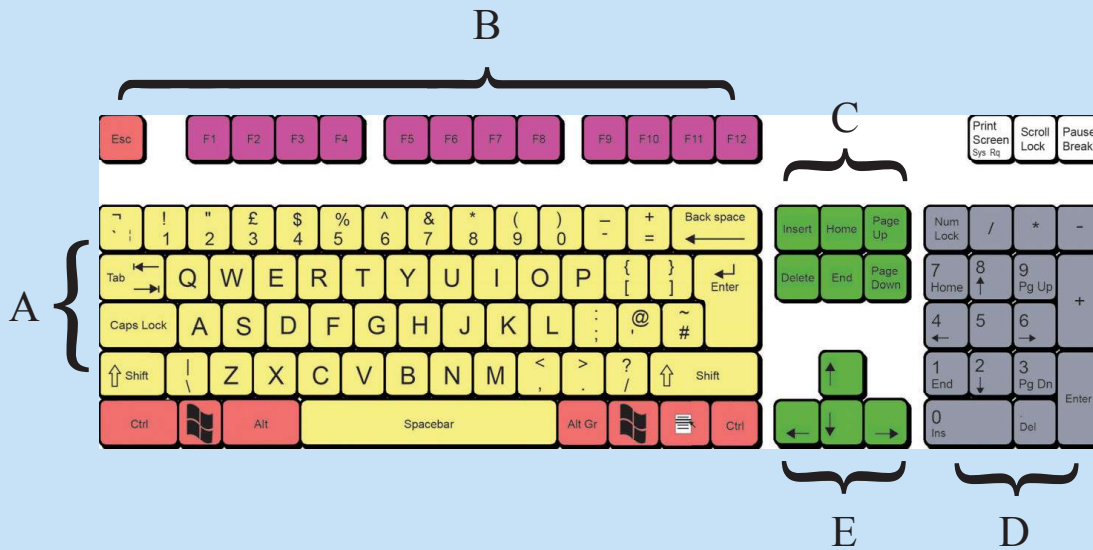 B
Esc F1 F2 F3 F4 F5 F6 F7 F8 F9 F10 F11 F12
C
Print Screen Sys Rq
Scroll Lock
Pause Break
¬ ` ¦
! 1
" 2
£ 3
$ 4
% 5
^ 6
& 7
* 8
( 9
) 0
_ -
+ =
Back space
Insert Home Page Up
Num Lock / * -
A
Tab Q W E R T Y U I O P { [ } ] Enter
Delete End Page Down
7 Home 8 ↑ 9 Pg Up +
Caps Lock A S D F G H J K L : ; @ ' ~ #
4 ← 5 6 →
Shift | \ Z X C V B N M < , > . ? / Shift
↑
1 End 2 ↓ 3 Pg Dn Enter
Ctrl Alt Spacebar Alt Gr Ctrl
← ↓ →
0 Ins . Del
E
D